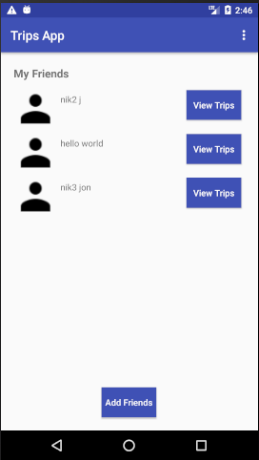 2:46
Trips App
My Friends
nik2 j
View Trips
hello world
View Trips
nik3 jon
View Trips
Add Friends